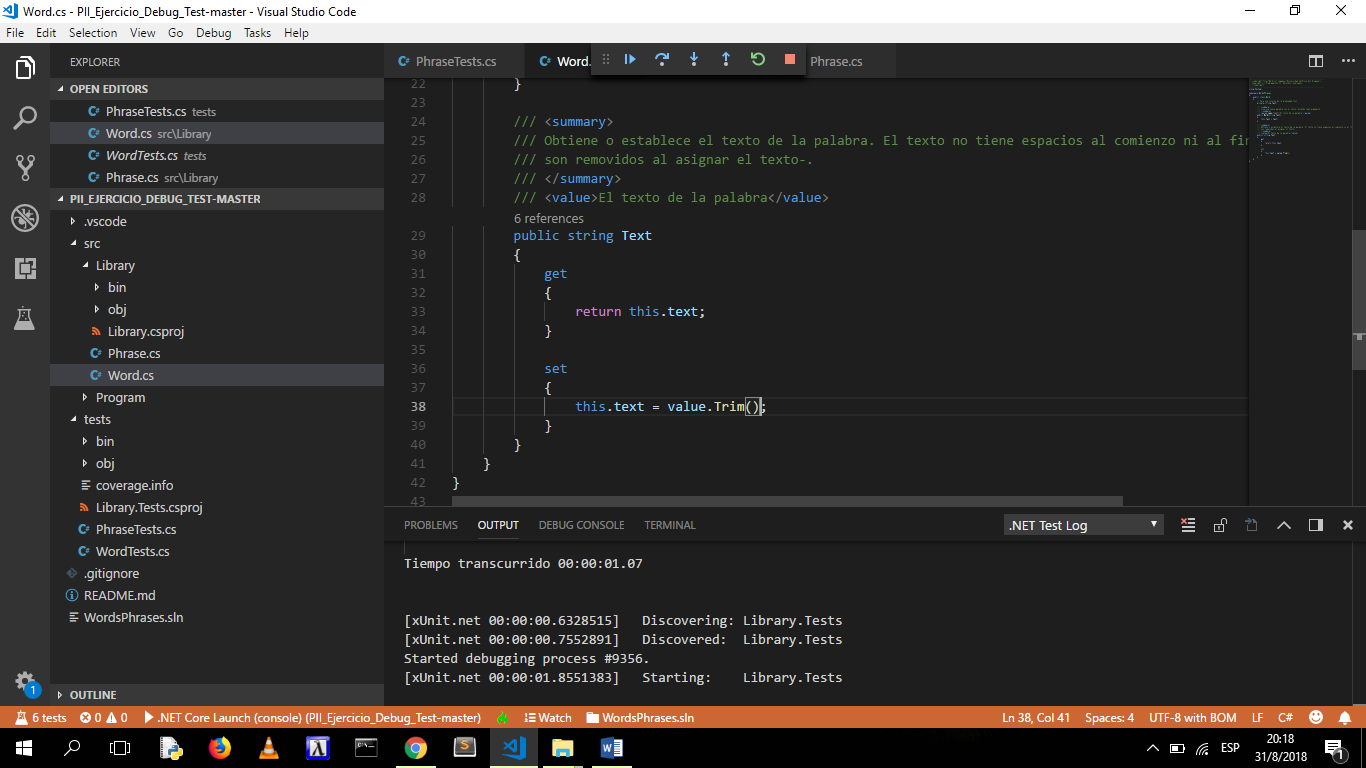 Word.cs - PII_Ejercicio_Debug_Test-master - Visual Studio Code
File Edit Selection View Go Debug Tasks Help
EXPLORER
OPEN EDITORS
PhraseTests.cs tests
Word.cs src\Library
WordTests.cs tests
Phrase.cs src\Library
PII_EJERCICIO_DEBUG_TEST-MASTER
.vscode
src
Library
bin
obj
Library.csproj
Phrase.cs
Word.cs
Program
tests
bin
obj
coverage.info
Library.Tests.csproj
PhraseTests.cs
WordTests.cs
.gitignore
README.md
WordsPhrases.sln
OUTLINE
1
PhraseTests.cs Word. Phrase.cs
22 }
23
24 /// <summary>
25 /// Obtiene o establece el texto de la palabra. El texto no tiene espacios al comienzo ni al fi
26 /// son removidos al asignar el texto-.
27 /// </summary>
28 /// <value>El texto de la palabra</value>
6 references
29 public string Text
30 {
31 get
32 {
33 return this.text;
34 }
35
36 set
37 {
38 this.text = value.Trim();
39 }
40 }
41 }
42 }
43
PROBLEMS OUTPUT DEBUG CONSOLE TERMINAL .NET Test Log
Tiempo transcurrido 00:00:01.07
[xUnit.net 00:00:00.6328515] Discovering: Library.Tests
[xUnit.net 00:00:00.7552891] Discovered: Library.Tests
Started debugging process #9356.
[xUnit.net 00:00:01.8551383] Starting: Library.Tests
6 tests 0 0 .NET Core Launch (console) (PII_Ejercicio_Debug_Test-master) Watch WordsPhrases.sln Ln 38, Col 41 Spaces: 4 UTF-8 with BOM LF C#
ESP 20:18
31/8/2018 1